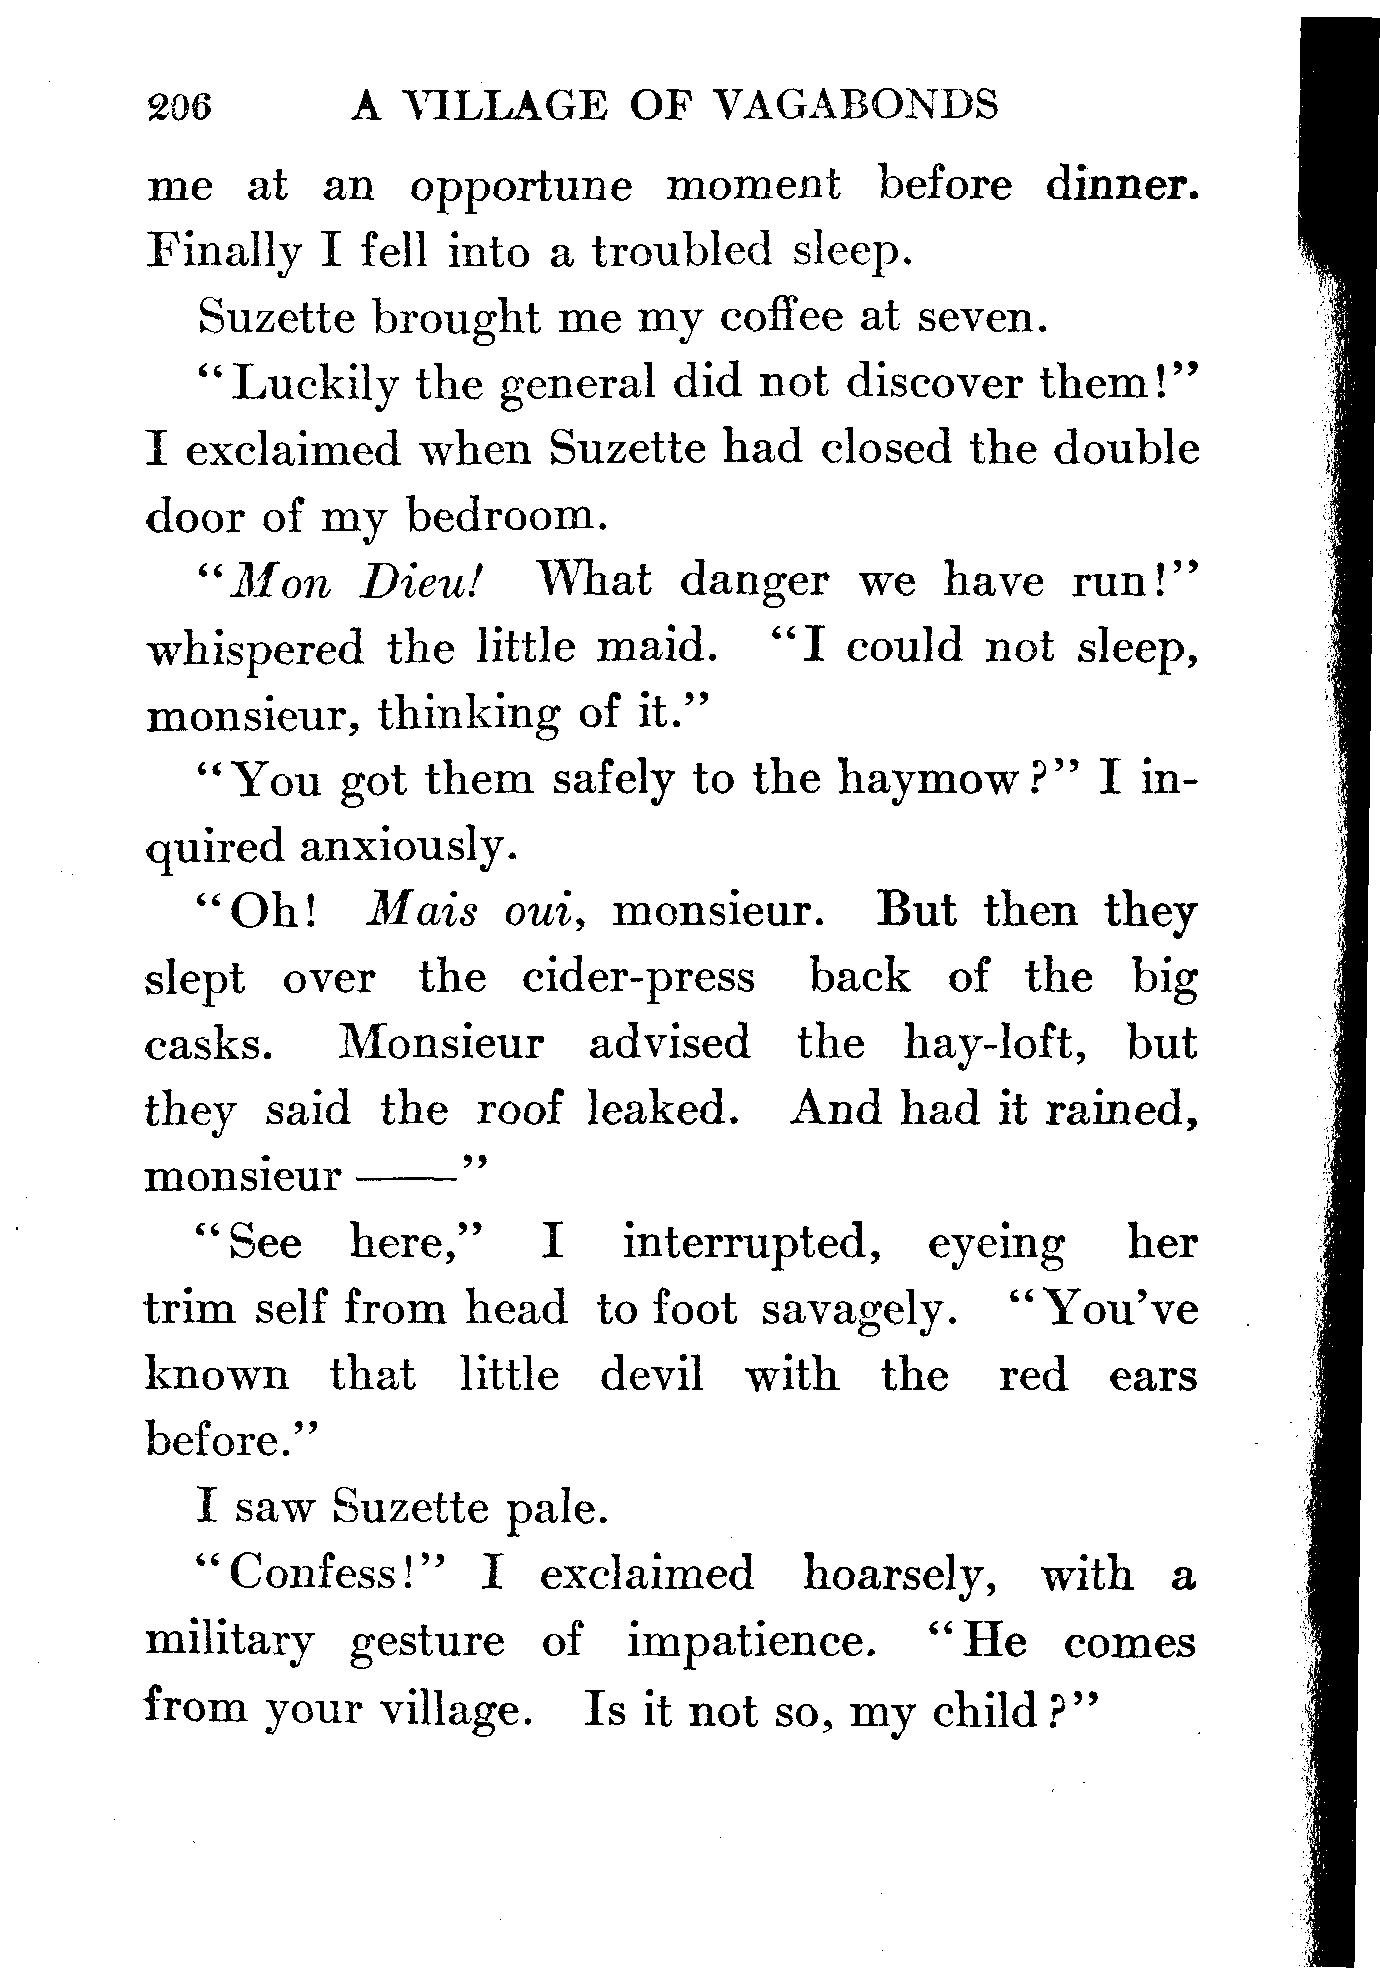 206 A VILLAGE OF VAGABONDS
me at an opportune moment before dinner.
Finally I fell into a troubled sleep.
Suzette brought me my coffee at seven.
"Luckily the general did not discover them!"
I exclaimed when Suzette had closed the double
door of my bedroom.
"Mon Dieu! What danger we have run!"
whispered the little maid. "I could not sleep,
monsieur, thinking of it."
"You got them safely to the haymow?" I in-
quired anxiously.
"Oh! Mais oui, monsieur. But then they
slept over the cider-press back of the big
casks. Monsieur advised the hay-loft, but
they said the roof leaked. And had it rained,
monsieur ——"
"See here," I interrupted, eyeing her
trim self from head to foot savagely. "You've
known that little devil with the red ears
before."
I saw Suzette pale.
"Confess!" I exclaimed hoarsely, with a
military gesture of impatience. "He comes
from your village. Is it not so, my child?"